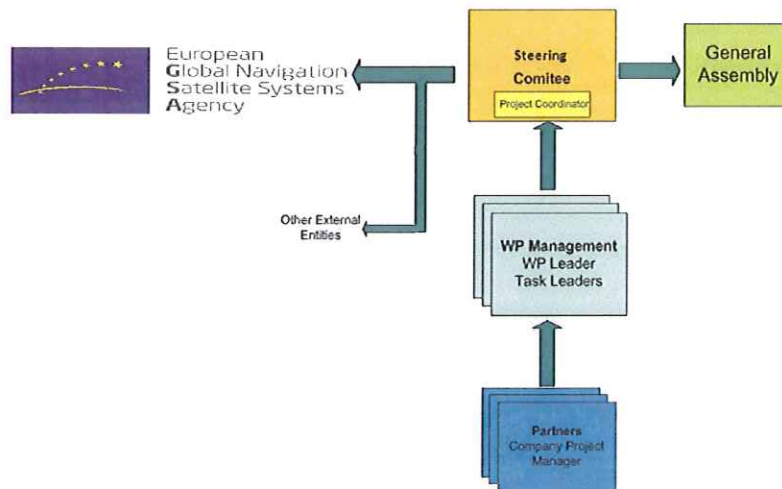 European
Global Navigation
Satellite Systems
Agency
Steering
Comitee
Project Coordinator
General
Assembly
Other External
Entities
WP Management
WP Leader
Task Leaders
Partners
Company Project
Manager